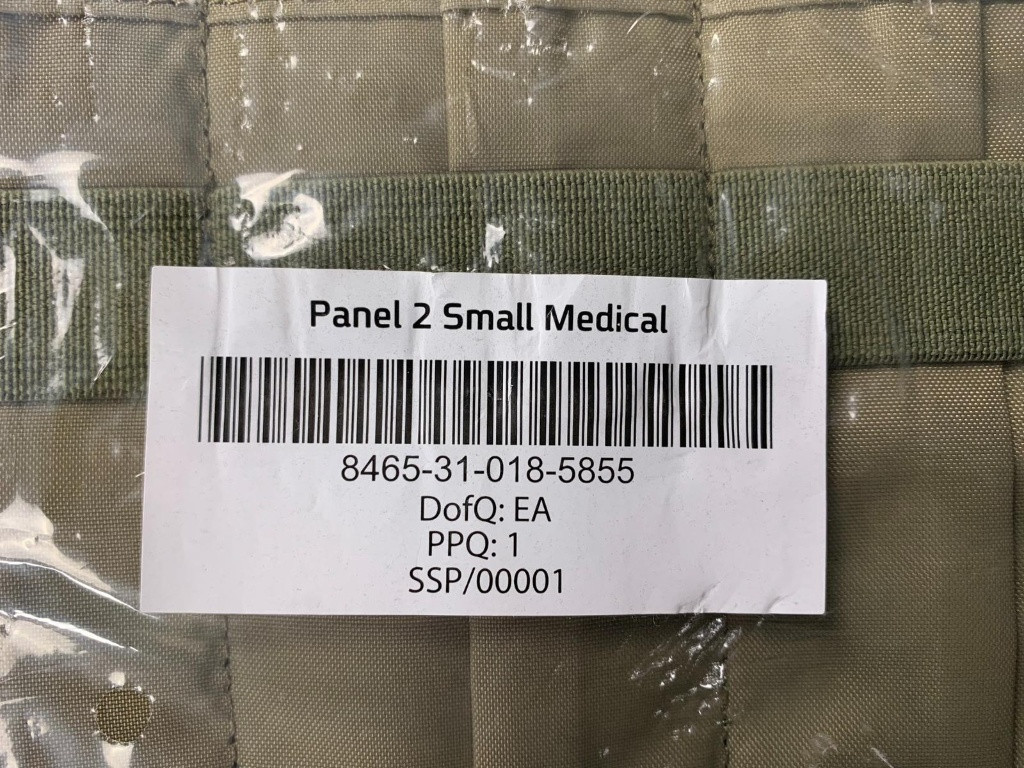 Panel 2 Small Medical
8465-31-018-5855
DofQ: EA
PPQ: 1
SSP/00001